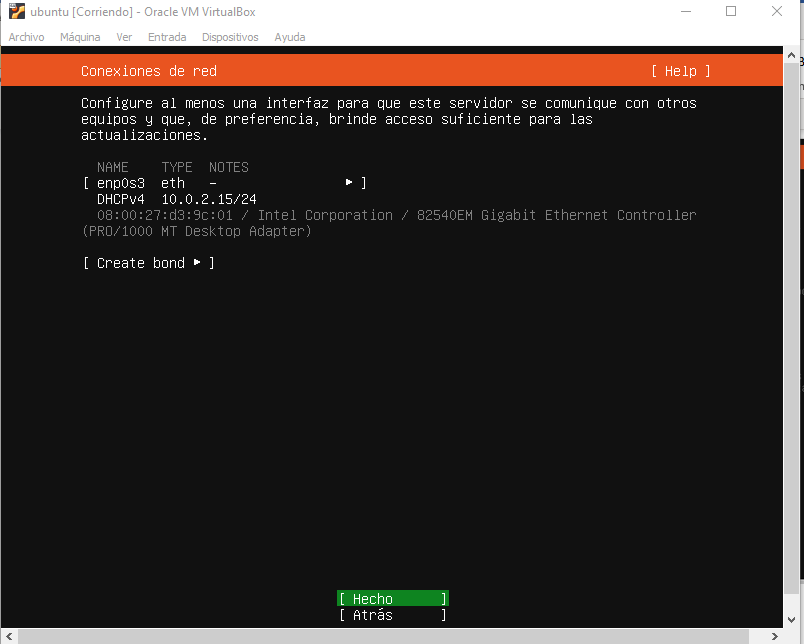 ubuntu [Corriendo] - Oracle VM VirtualBox
Archivo Máquina Ver Entrada Dispositivos Ayuda
Conexiones de red [ Help ]
Configure al menos una interfaz para que este servidor se comunique con otros
equipos y que, de preferencia, brinde acceso suficiente para las
actualizaciones.
NAME TYPE NOTES
[ enp0s3 eth – ▸ ]
DHCPv4 10.0.2.15/24
08:00:27:d3:9c:01 / Intel Corporation / 82540EM Gigabit Ethernet Controller
(PRO/1000 MT Desktop Adapter)
[ Create bond ▸ ]
[ Hecho ]
[ Atrás ]